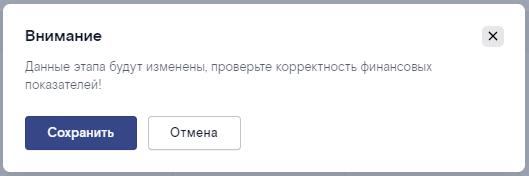 Внимание
Данные этапа будут изменены, проверьте корректность финансовых
показателей!
Сохранить
Отмена